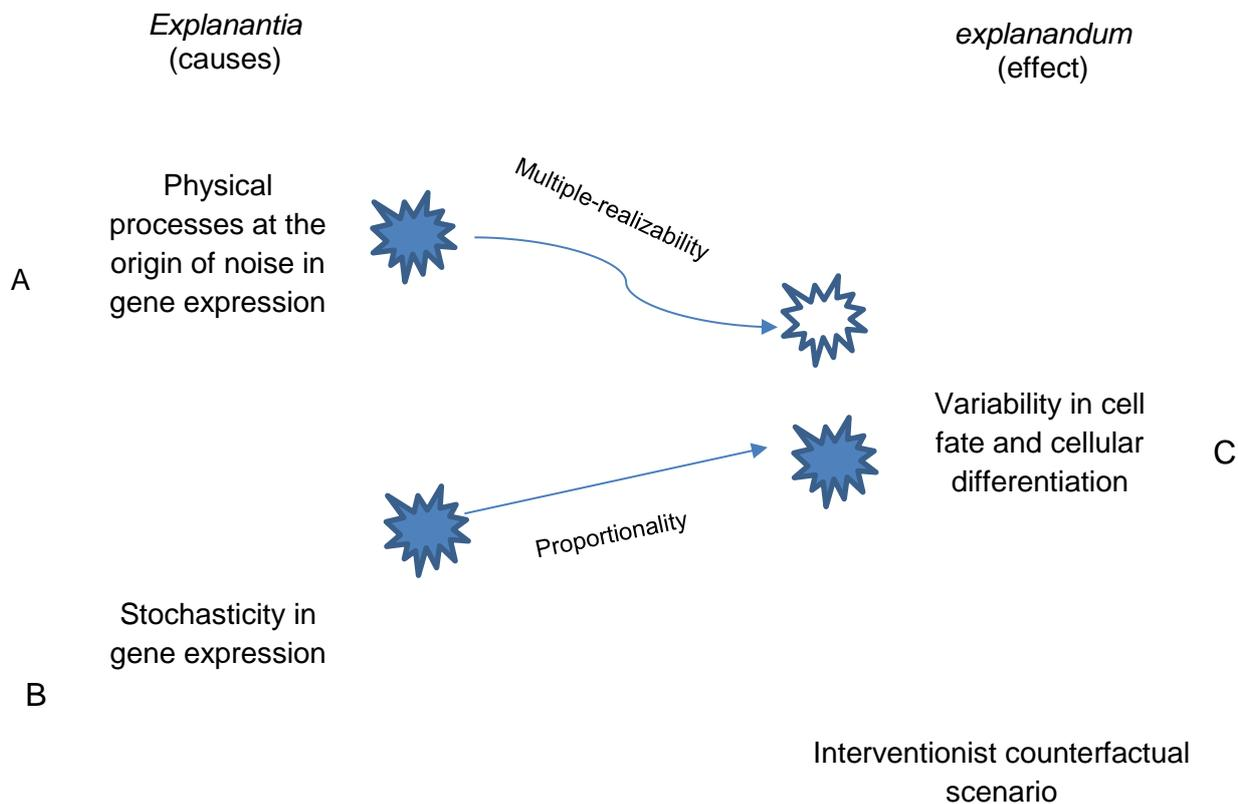 Explanantia
(causes)
explanandum
(effect)
Physical
processes at the
origin of noise in
gene expression
A
Multiple-realizability
Variability in cell
fate and cellular
differentiation
C
Proportionality
Stochasticity in
gene expression
B
Interventionist counterfactual
scenario